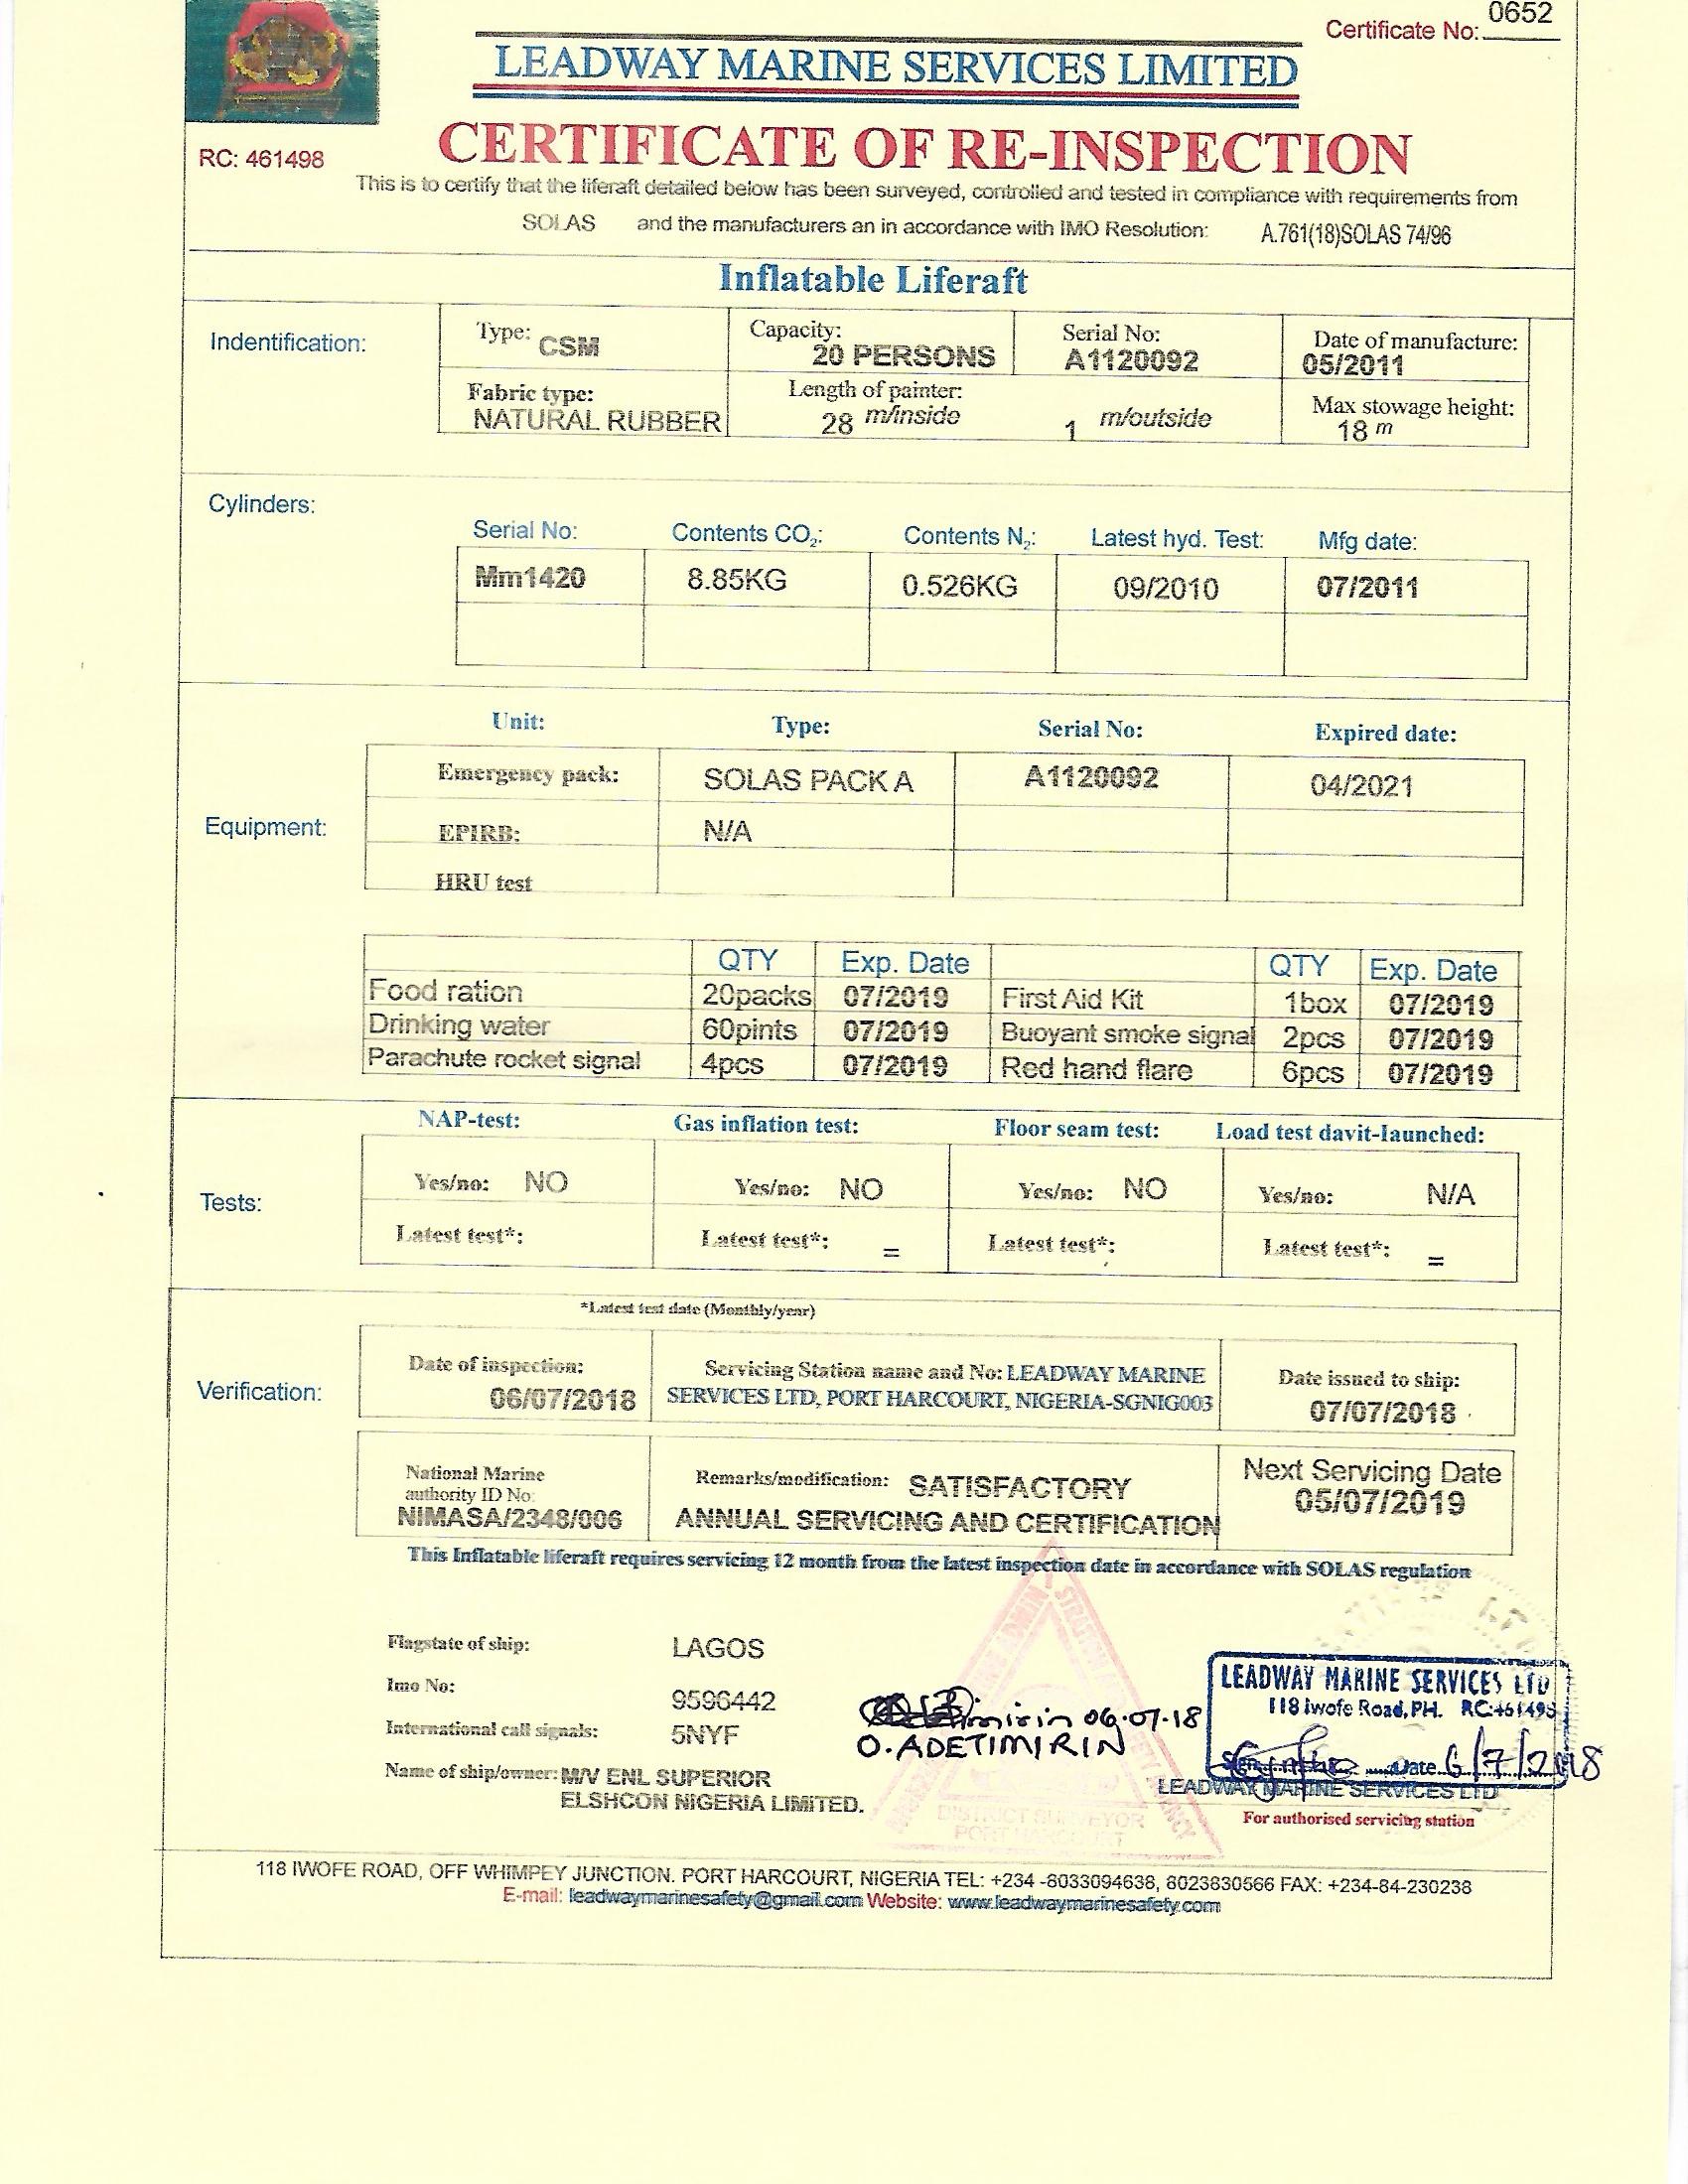 Certificate No: 0652
LEADWAY MARINE SERVICES LIMITED
RC: 461498
CERTIFICATE OF RE-INSPECTION
This is to certify that the liferaft detailed below has been surveyed, controlled and tested in compliance with requirements from
SOLAS and the manufacturers an in accordance with IMO Resolution: A.761(18)SOLAS 74/96
Inflatable Liferaft
Indentification:
Type: CSM Capacity: 20 PERSONS Serial No: A1120092 Date of manufacture: 05/2011
Fabric type: NATURAL RUBBER Length of painter: 28 m/inside 1 m/outside Max stowage height: 18 m
Cylinders:
Serial No: Contents CO2: Contents N2: Latest hyd. Test: Mfg date:
Mm1420 8.85KG 0.526KG 09/2010 07/2011
Unit: Type: Serial No: Expired date:
Emergency pack: SOLAS PACK A A1120092 04/2021
Equipment: EPIRB: N/A
HRU test
QTY Exp. Date QTY Exp. Date
Food ration 20packs 07/2019 First Aid Kit 1box 07/2019
Drinking water 60pints 07/2019 Buoyant smoke signal 2pcs 07/2019
Parachute rocket signal 4pcs 07/2019 Red hand flare 6pcs 07/2019
NAP-test: Gas inflation test: Floor seam test: Load test davit-launched:
Tests:
Yes/no: NO Yes/no: NO Yes/no: NO Yes/no: N/A
Latest test*: Latest test*: = Latest test*: Latest test*: =
*Latest test date (Monthly/year)
Verification:
Date of inspection: 06/07/2018
Servicing Station name and No: LEADWAY MARINE
SERVICES LTD, PORT HARCOURT, NIGERIA-SGNIG003
Date issued to ship: 07/07/2018
National Marine
authority ID No:
NIMASA/2348/006
Remarks/modification: SATISFACTORY
ANNUAL SERVICING AND CERTIFICATION
Next Servicing Date
05/07/2019
This Inflatable liferaft requires servicing 12 month from the latest inspection date in accordance with SOLAS regulation
Flagstate of ship: LAGOS
Imo No: 9596442
International call signals: 5NYF
Name of ship/owner: M/V ENL SUPERIOR
ELSHCON NIGERIA LIMITED.
06.07.18
O. ADETIMIRIN
DISTRICT SURVEYOR
PORT HARCOURT
LEADWAY MARINE SERVICES LTD
118 Iwofe Road, PH. RC:461498
Date 6/7/2018
LEADWAY MARINE SERVICES LTD
For authorised servicing station
118 IWOFE ROAD, OFF WHIMPEY JUNCTION. PORT HARCOURT, NIGERIA TEL: +234 -8033094638, 8023830566 FAX: +234-84-230238
E-mail: leadwaymarinesafety@gmail.com Website: www.leadwaymarinesafety.com